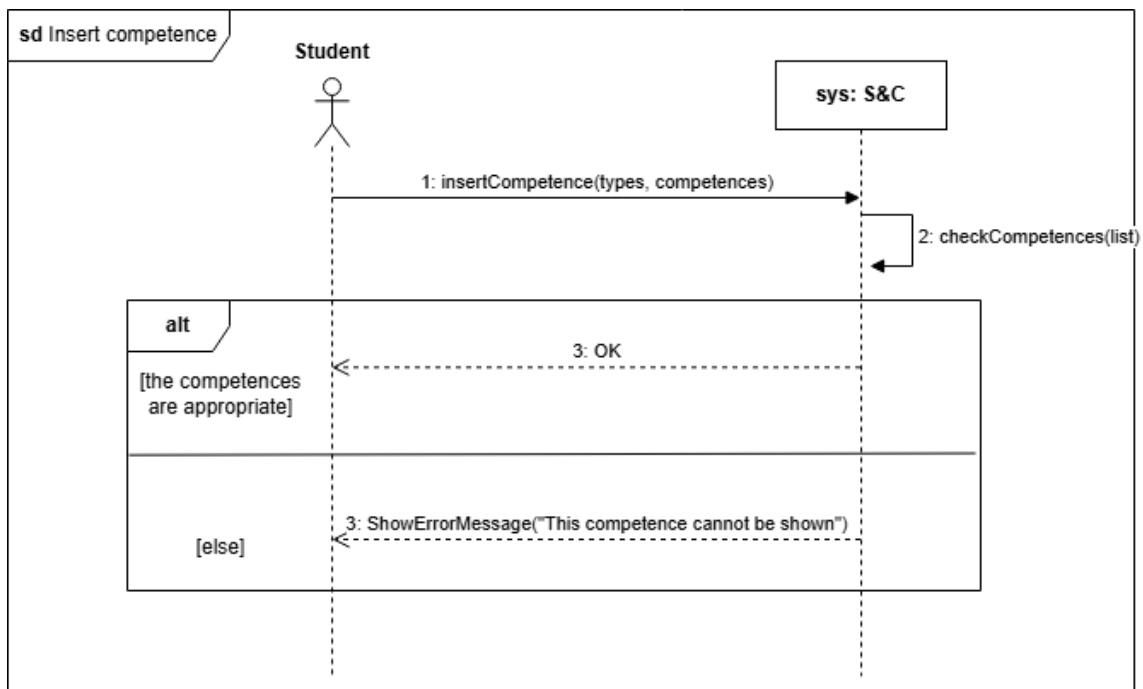 sd Insert competence
Student
sys: S&C
1: insertCompetence(types, competences)
2: checkCompetences(list)
alt
3: OK
[the competences
are appropriate]
3: ShowErrorMessage("This competence cannot be shown")
[else]